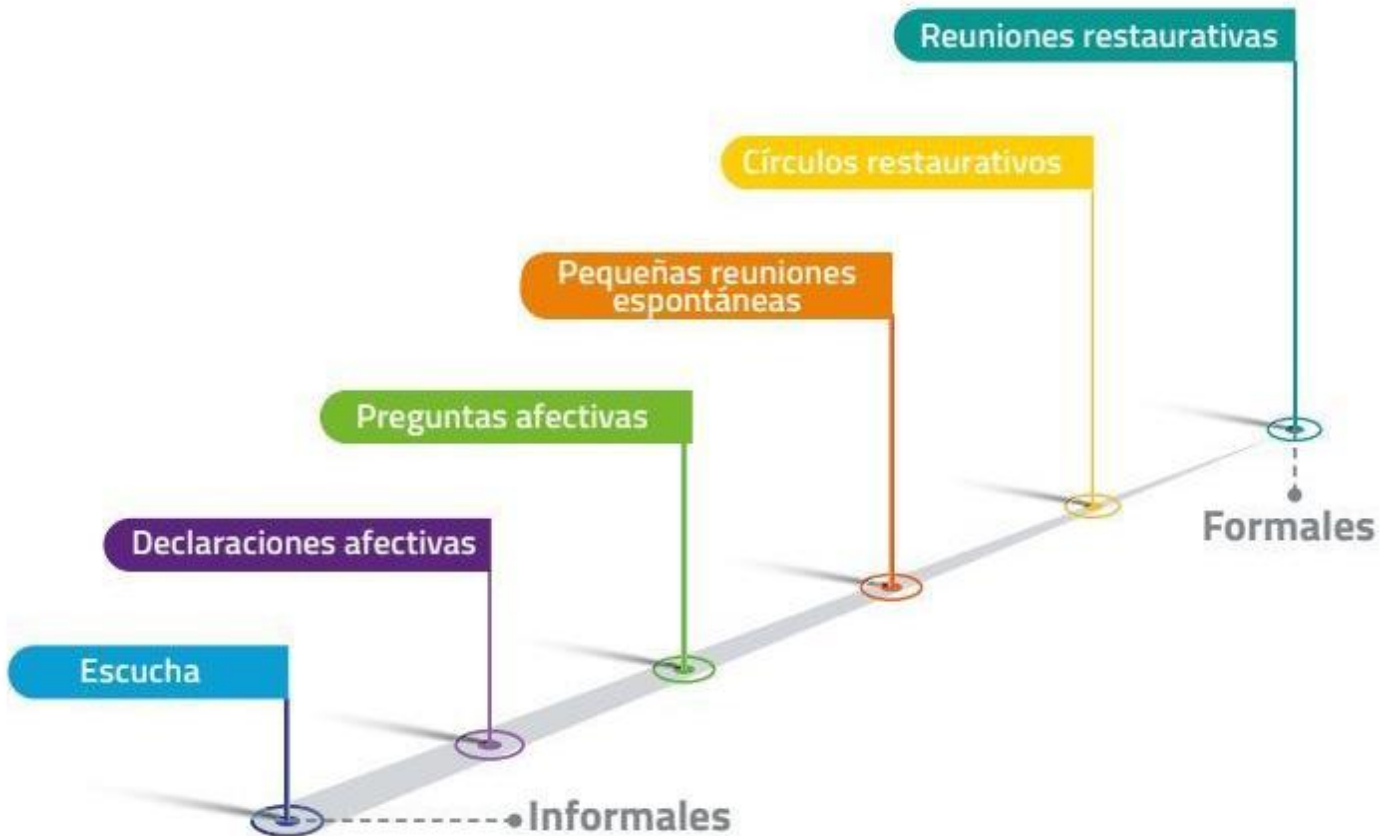 Reuniones restaurativas
Círculos restaurativos
Pequeñas reuniones
espontáneas
Preguntas afectivas
Declaraciones afectivas
Escucha
Formales
Informales